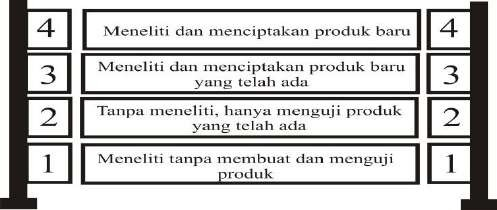 4 Meneliti dan menciptakan produk baru 4
3 Meneliti dan menciptakan produk baru 3
yang telah ada
2 Tanpa meneliti, hanya menguji produk 2
yang telah ada
1 Meneliti tanpa membuat dan menguji 1
produk